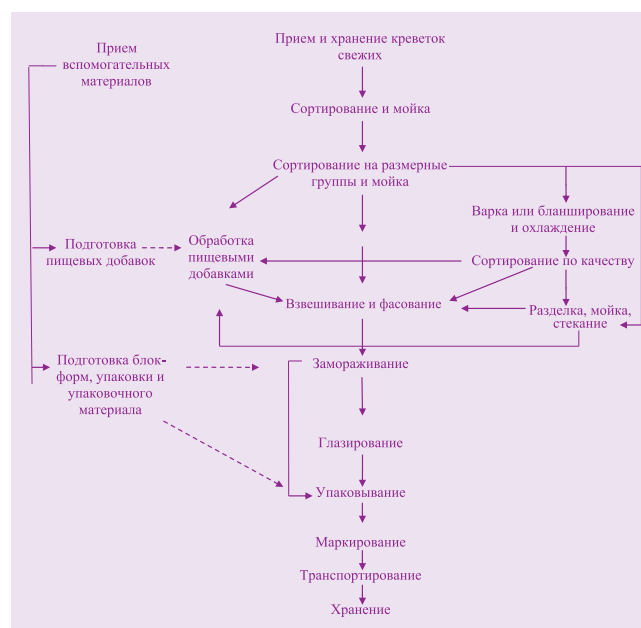 Прием
вспомогательных
материалов
Прием и хранение креветок
свежих
Сортирование и мойка
Сортирование на размерные
группы и мойка
Варка или бланширование
и охлаждение
Подготовка
пищевых добавок
Обработка
пищевыми
добавками
Сортирование по качеству
Взвешивание и фасование
Разделка, мойка,
стекание
Подготовка блок-
форм, упаковки и
упаковочного
материала
Замораживание
Глазирование
Упаковывание
Маркирование
Транспортирование
Хранение